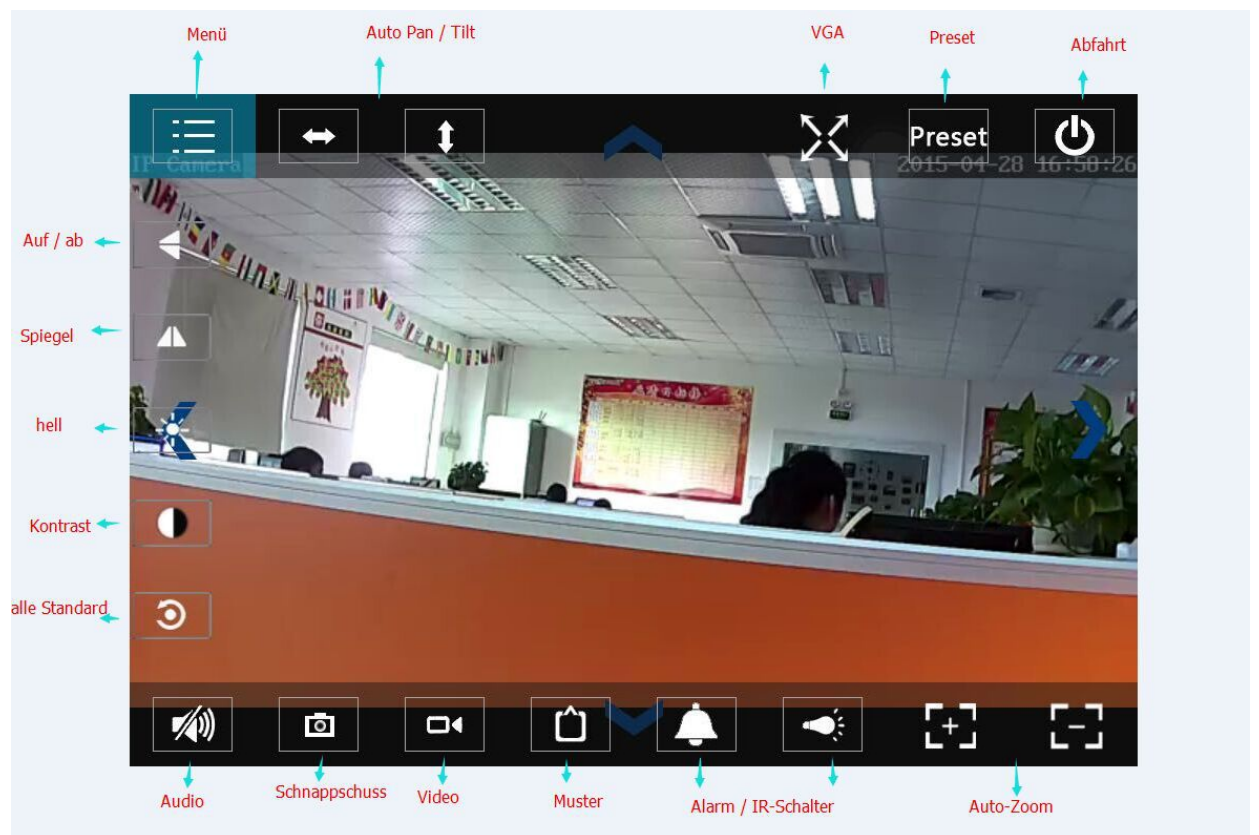 Menü
Auto Pan / Tilt
VGA
Preset
Abfahrt
Preset
IP Camera
2015-04-28 16:58:26
Auf / ab
Spiegel
hell
Kontrast
alle Standard
Audio
Schnappschuss
Video
Muster
Alarm / IR-Schalter
Auto-Zoom